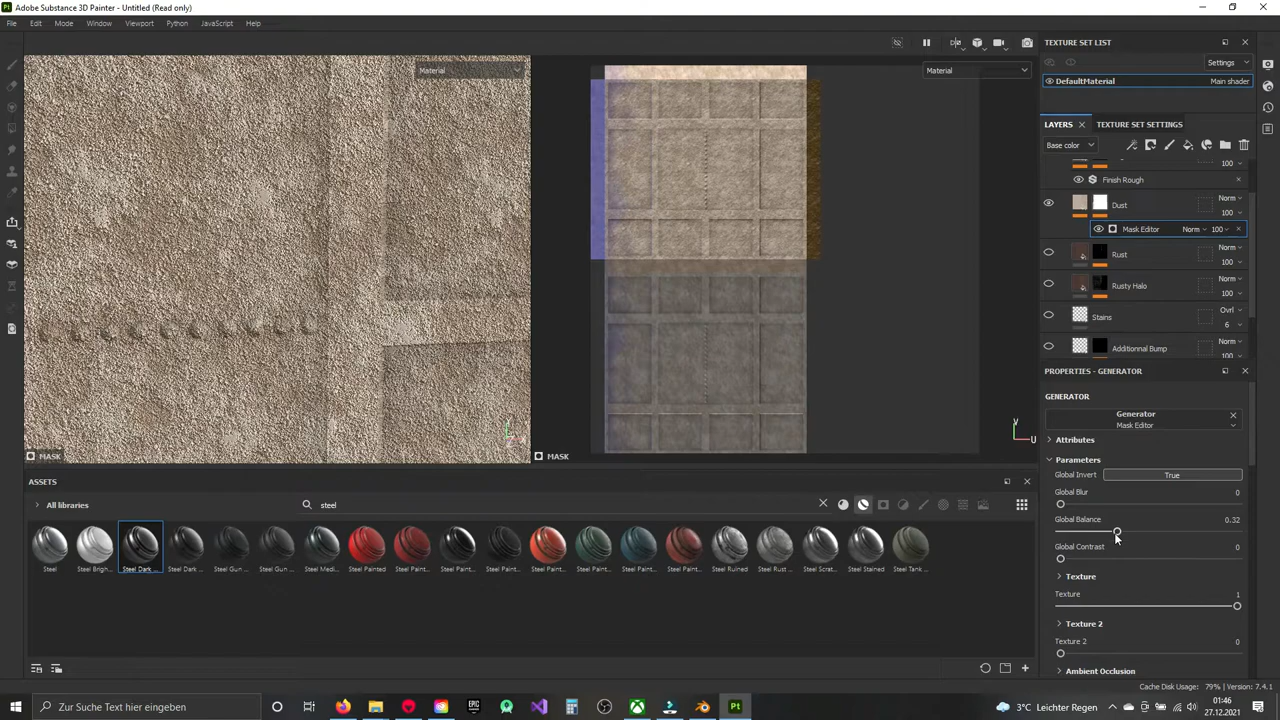 Adobe Substance 3D Painter - Untitled (Read only)
File Edit Mode Window Viewport Python JavaScript Help
Material
Material
MASK
MASK
V
U
TEXTURE SET LIST
Settings
DefaultMaterial Main shader
LAYERS TEXTURE SET SETTINGS
Base color
100
Finish Rough
Dust Norm
100
Mask Editor Norm 100
Rust Norm
100
Rusty Halo Norm
100
Stains Ovrl
6
Additionnal Bump Norm
100
PROPERTIES - GENERATOR
GENERATOR
Generator
Mask Editor
Attributes
Parameters
Global Invert True
Global Blur 0
Global Balance 0.32
Global Contrast 0
Texture
Texture 1
Texture 2
Texture 2 0
Ambient Occlusion
ASSETS
All libraries steel
Steel Steel Brigh... Steel Dark ... Steel Dark ... Steel Gun ... Steel Gun ... Steel Medi... Steel Painted Steel Paint... Steel Paint... Steel Paint... Steel Paint... Steel Paint... Steel Paint... Steel Paint... Steel Ruined Steel Rust ... Steel Scrat... Steel Stained Steel Tank ...
Cache Disk Usage: 79% | Version: 7.4.1
Zur Suche Text hier eingeben
EPIC
Pt
3°C Leichter Regen
01:46
27.12.2021